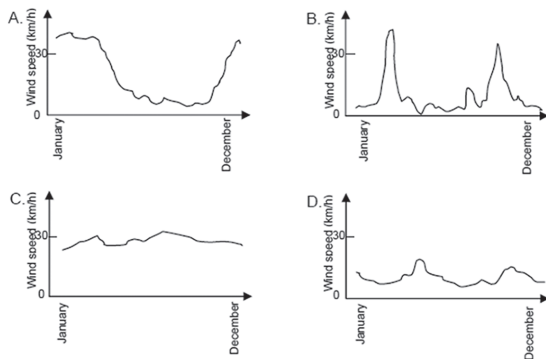 A.
Wind speed (km/h)
30
0
January
December
B.
Wind speed (km/h)
30
0
January
December
C.
Wind speed (km/h)
30
0
January
December
D.
Wind speed (km/h)
30
0
January
December